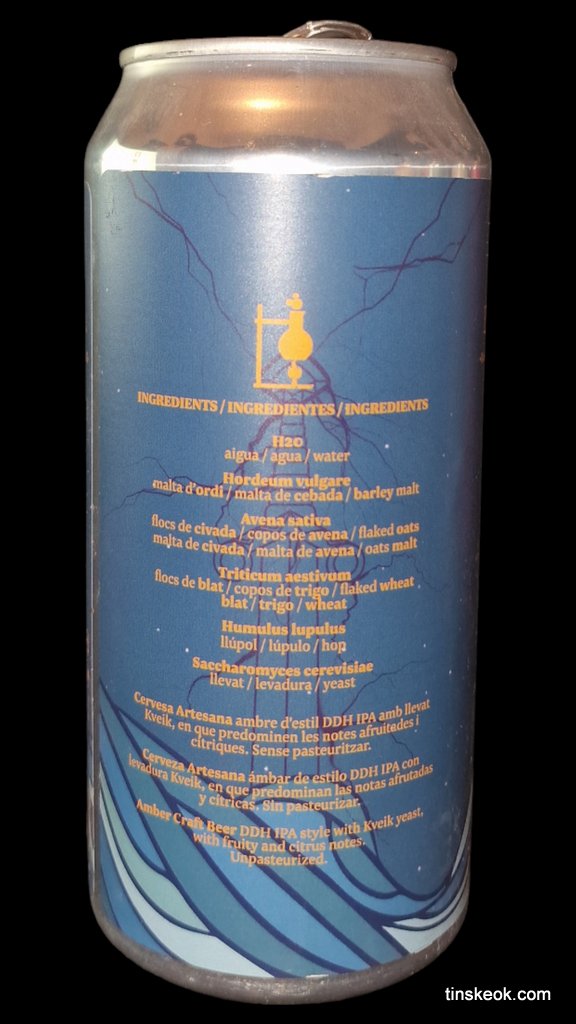 INGREDIENTS / INGREDIENTES / INGREDIENTS
H2O
aigua / agua / water
Hordeum vulgare
malta d'ordi / malta de cebada / barley malt
Avena sativa
flocs de civada / copos de avena / flaked oats
malta de civada / malta de avena / oats malt
Triticum aestivum
flocs de blat / copos de trigo / flaked wheat
blat / trigo / wheat
Humulus lupulus
llúpol / lúpulo / hop
Saccharomyces cerevisiae
llevat / levadura / yeast
Cervesa Artesana ambre d'estil DDH IPA amb llevat
Kveik, en que predominen les notes afruitedes i
cítriques. Sense pasteuritzar.
Cerveza Artesana ámbar de estilo DDH IPA con
levadura Kveik, en que predominan las notas afrutadas
y cítricas. Sin pasteurizar.
Amber Craft Beer DDH IPA style with Kveik yeast,
with fruity and citrus notes.
Unpasteurized.
tinskeok.com